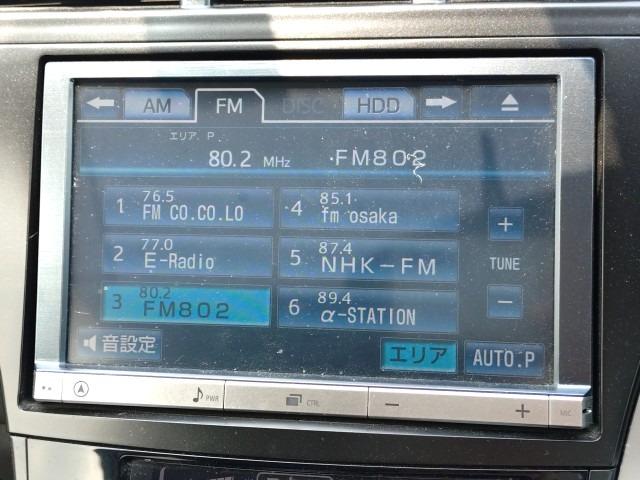 AM FM DISC HDD
エリア P
80.2 MHz FM802
1 76.5 FM CO.CO.LO
2 77.0 E-Radio
3 80.2 FM802
4 85.1 fm osaka
5 87.4 NHK-FM
6 89.4 α-STATION
+
TUNE
−
音設定
エリア AUTO.P
PWR CTRL − + MIC